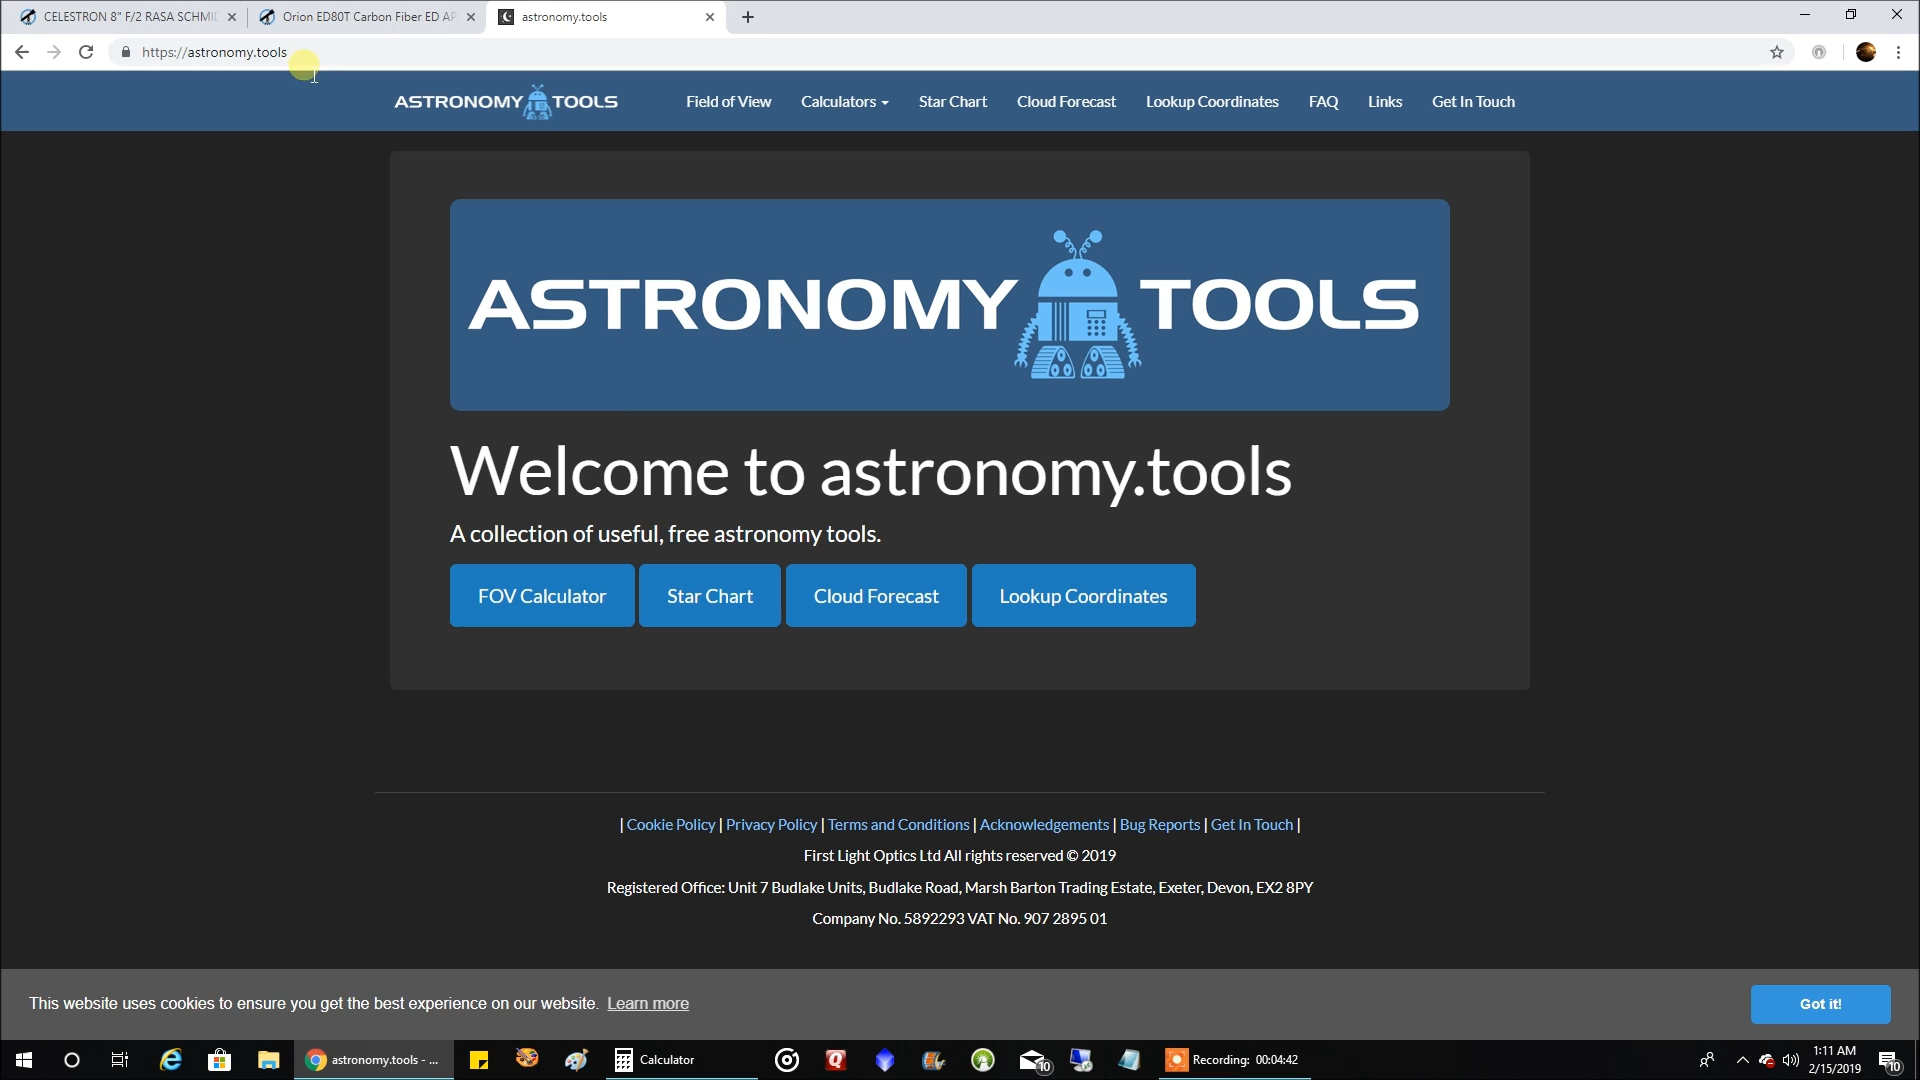 CELESTRON 8" F/2 RASA SCHMI
Orion ED80T Carbon Fiber ED AP
astronomy.tools
https://astronomy.tools
ASTRONOMY TOOLS
Field of View
Calculators
Star Chart
Cloud Forecast
Lookup Coordinates
FAQ
Links
Get In Touch
ASTRONOMY TOOLS
Welcome to astronomy.tools
A collection of useful, free astronomy tools.
FOV Calculator
Star Chart
Cloud Forecast
Lookup Coordinates
| Cookie Policy | Privacy Policy | Terms and Conditions | Acknowledgements | Bug Reports | Get In Touch |
First Light Optics Ltd All rights reserved © 2019
Registered Office: Unit 7 Budlake Units, Budlake Road, Marsh Barton Trading Estate, Exeter, Devon, EX2 8PY
Company No. 5892293 VAT No. 907 2895 01
This website uses cookies to ensure you get the best experience on our website. Learn more
Got it!
astronomy.tools - ...
Calculator
10
Recording: 00:04:42
1:11 AM
2/15/2019
10